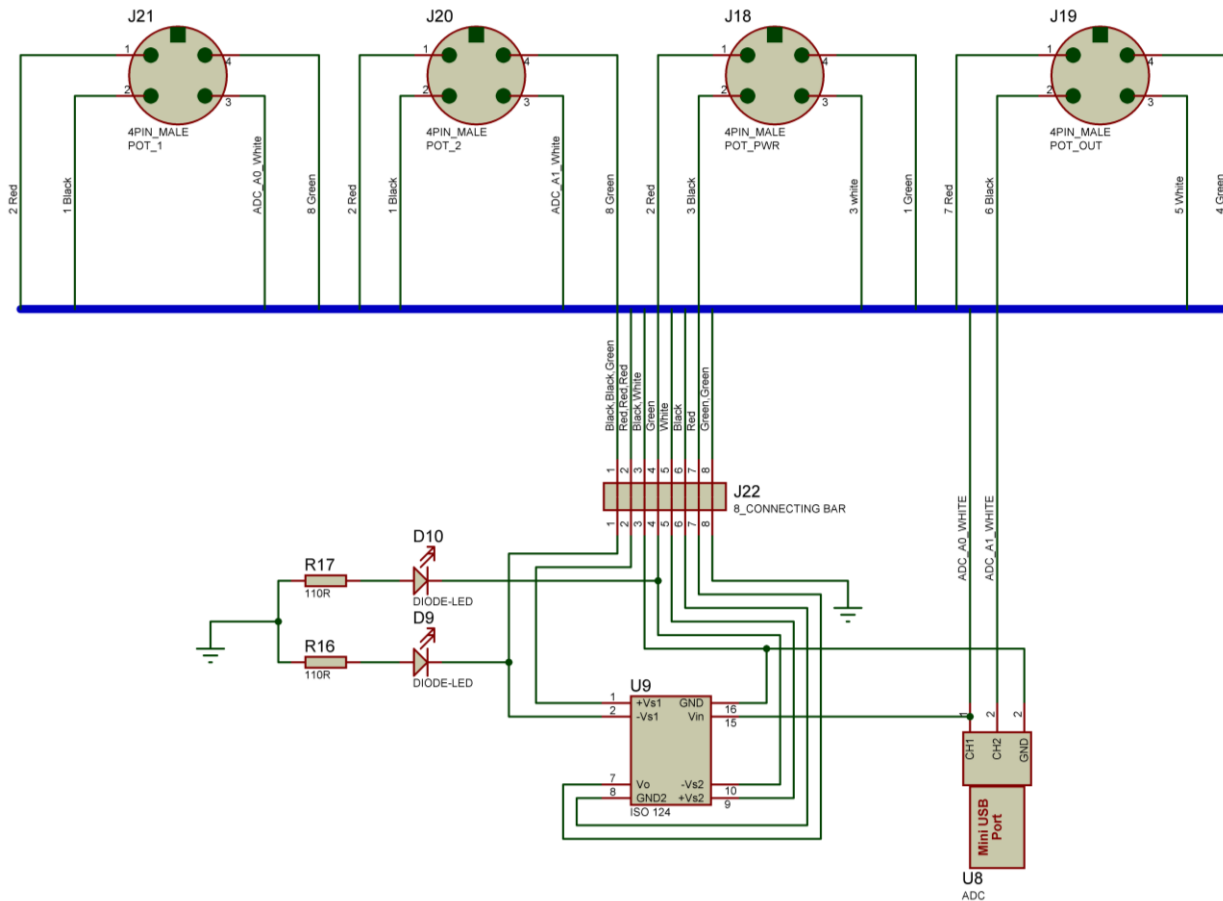 J21
J20
J18
J19
1
4
2
3
1
4
2
3
1
4
2
3
1
4
2
3
4PIN_MALE
POT_1
4PIN_MALE
POT_2
4PIN_MALE
POT_PWR
4PIN_MALE
POT_OUT
2 Red
1 Black
ADC_A0_White
8 Green
2 Red
1 Black
ADC_A1_White
8 Green
2 Red
3 Black
3 white
1 Green
7 Red
6 Black
5 White
4 Green
Black,Black,Green
Red,Red,Red
Black,White
Green
White
Black
Red
Green,Green
1 2 3 4 5 6 7 8
J22
8_CONNECTING BAR
1 2 3 4 5 6 7 8
ADC_A0_WHITE
ADC_A1_WHITE
D10
R17
110R
DIODE-LED
D9
R16
110R
DIODE-LED
U9
1
+Vs1
GND
16
2
-Vs1
Vin
15
7
Vo
-Vs2
10
8
GND2
+Vs2
9
ISO 124
1
2
2
CH1
CH2
GND
Mini USB
Port
U8
ADC